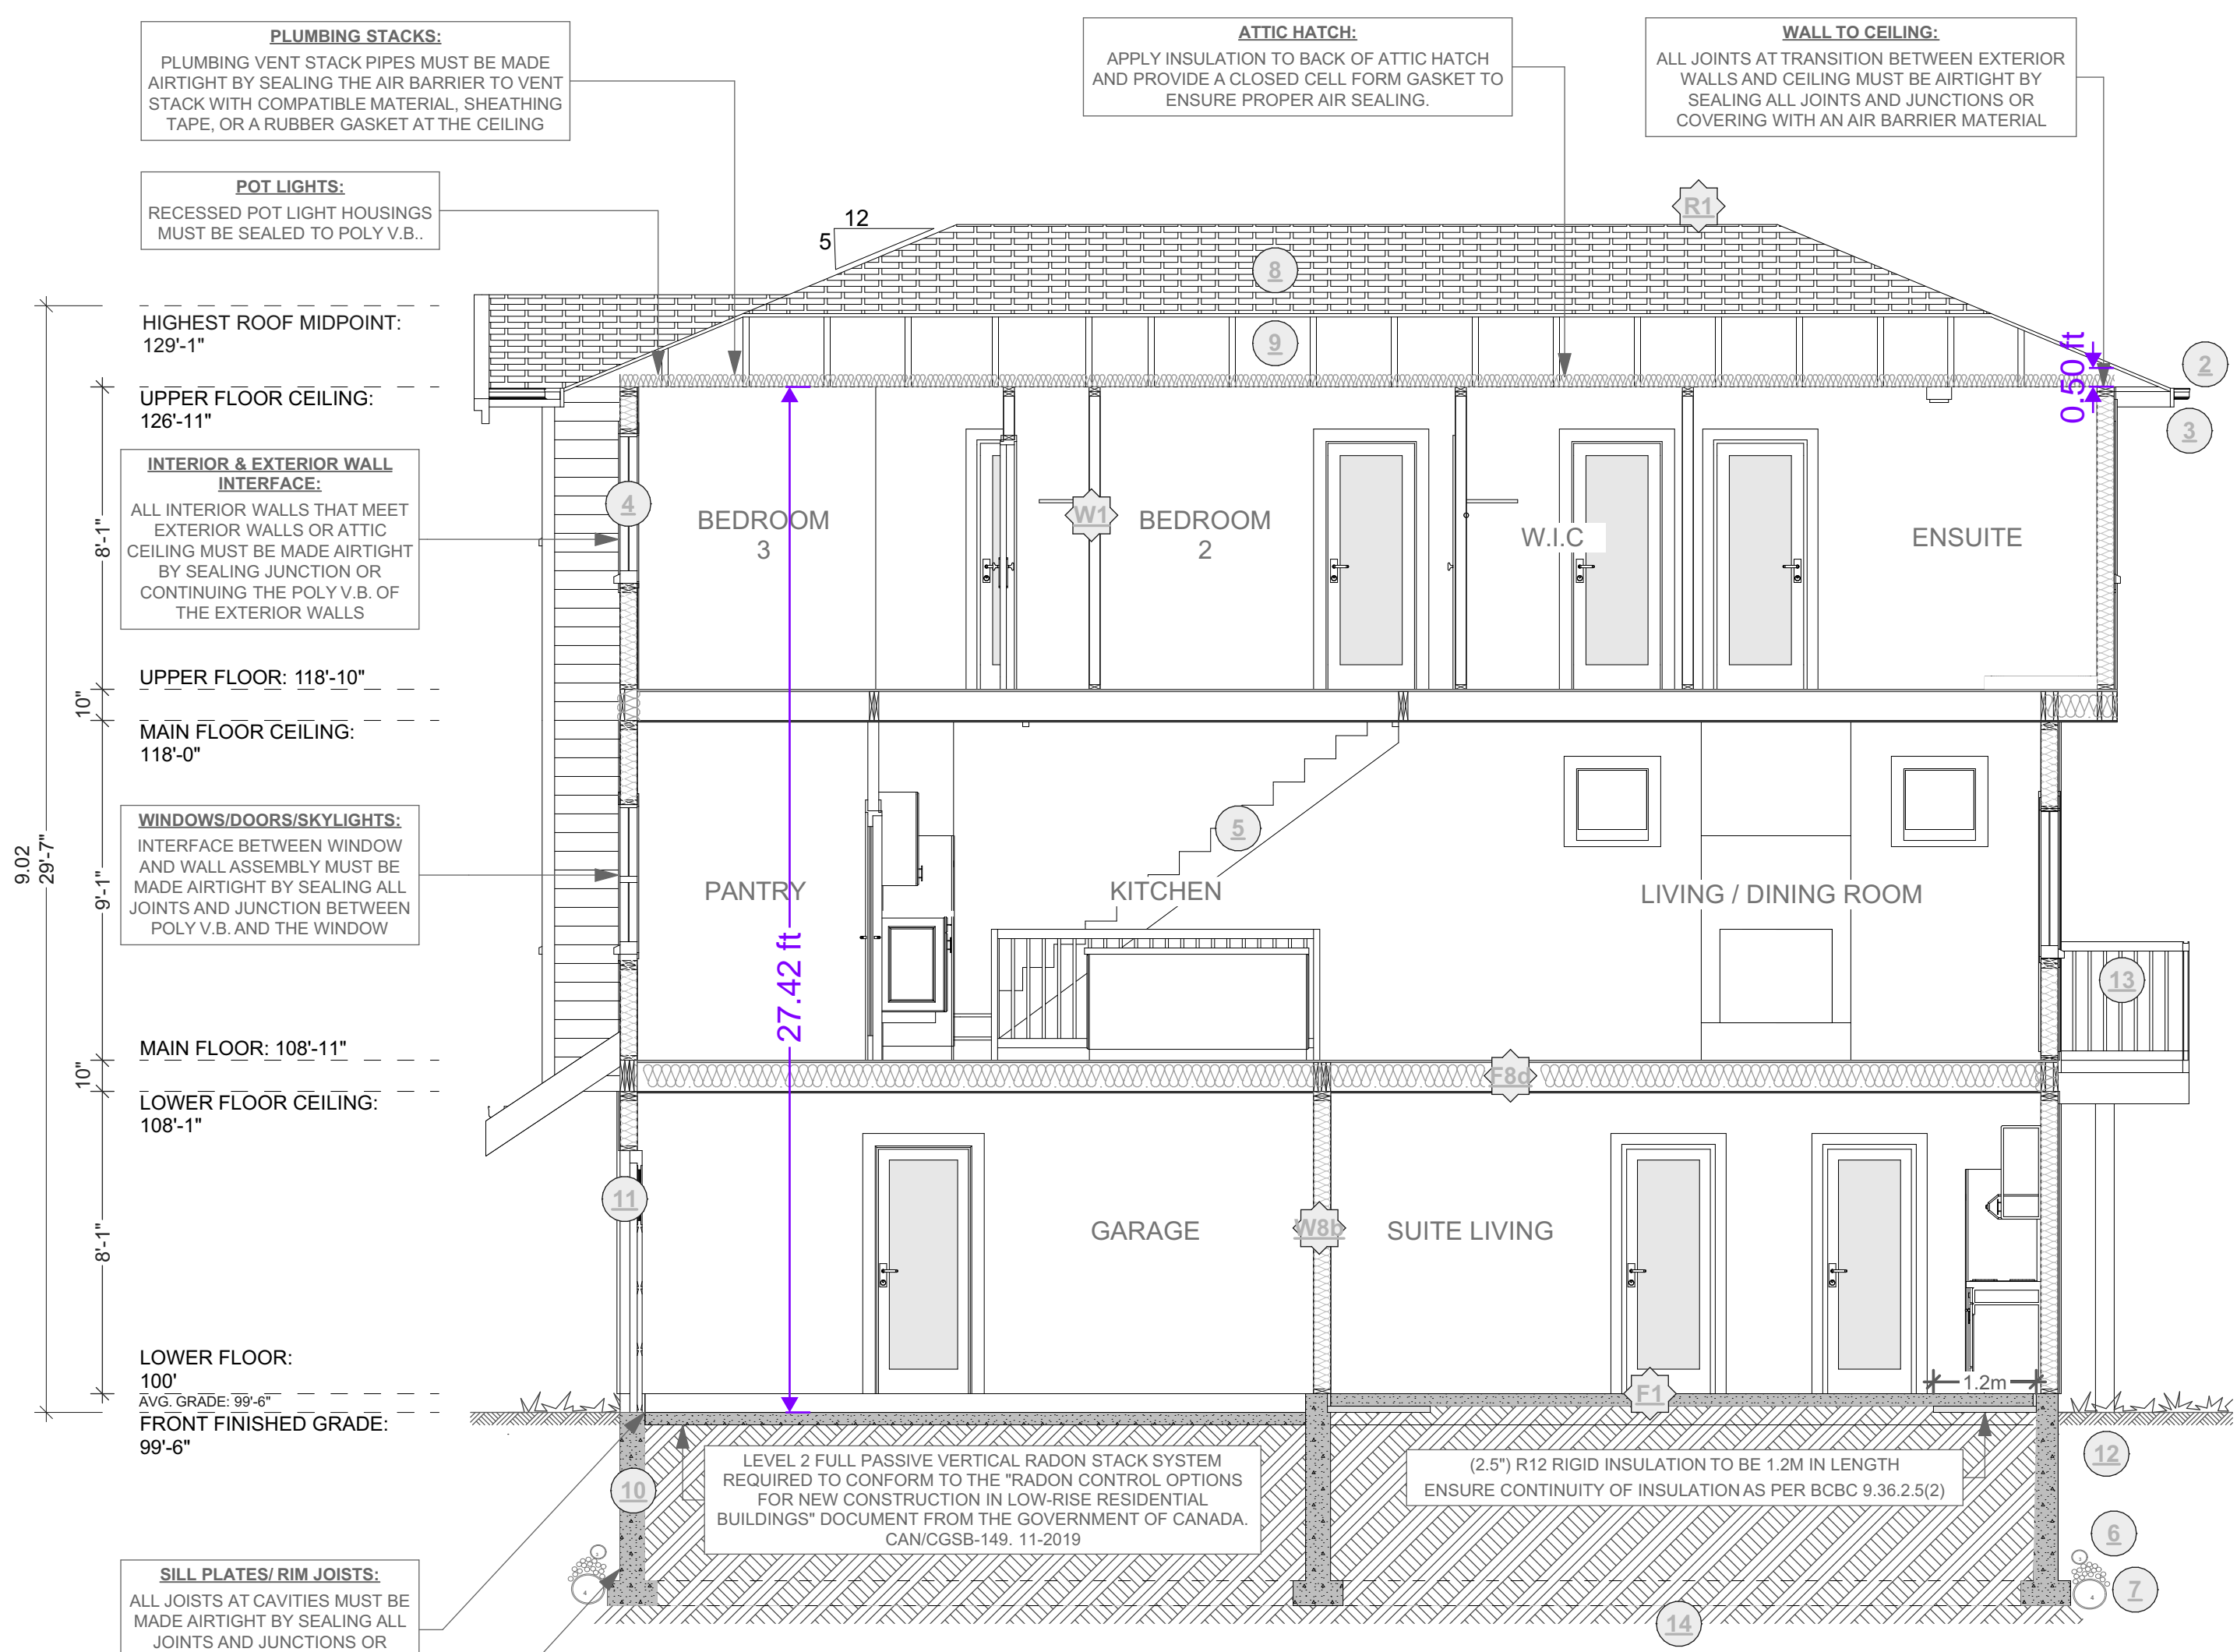 PLUMBING STACKS:
PLUMBING VENT STACK PIPES MUST BE MADE
AIRTIGHT BY SEALING THE AIR BARRIER TO VENT
STACK WITH COMPATIBLE MATERIAL, SHEATHING
TAPE, OR A RUBBER GASKET AT THE CEILING
ATTIC HATCH:
APPLY INSULATION TO BACK OF ATTIC HATCH
AND PROVIDE A CLOSED CELL FORM GASKET TO
ENSURE PROPER AIR SEALING.
WALL TO CEILING:
ALL JOINTS AT TRANSITION BETWEEN EXTERIOR
WALLS AND CEILING MUST BE AIRTIGHT BY
SEALING ALL JOINTS AND JUNCTIONS OR
COVERING WITH AN AIR BARRIER MATERIAL
POT LIGHTS:
RECESSED POT LIGHT HOUSINGS
MUST BE SEALED TO POLY V.B..
R1
12
5
8
9
HIGHEST ROOF MIDPOINT:
129'-1"
0.50 ft
2
3
UPPER FLOOR CEILING:
126'-11"
INTERIOR & EXTERIOR WALL
INTERFACE:
ALL INTERIOR WALLS THAT MEET
EXTERIOR WALLS OR ATTIC
CEILING MUST BE MADE AIRTIGHT
BY SEALING JUNCTION OR
CONTINUING THE POLY V.B. OF
THE EXTERIOR WALLS
8'-1"
4
BEDROOM
3
W1
BEDROOM
2
W.I.C
ENSUITE
UPPER FLOOR: 118'-10"
10"
MAIN FLOOR CEILING:
118'-0"
WINDOWS/DOORS/SKYLIGHTS:
INTERFACE BETWEEN WINDOW
AND WALL ASSEMBLY MUST BE
MADE AIRTIGHT BY SEALING ALL
JOINTS AND JUNCTION BETWEEN
POLY V.B. AND THE WINDOW
9.02
29'-7"
9'-1"
5
PANTRY
KITCHEN
LIVING / DINING ROOM
27.42 ft
13
MAIN FLOOR: 108'-11"
10"
F8d
LOWER FLOOR CEILING:
108'-1"
8'-1"
11
GARAGE
W8b
SUITE LIVING
LOWER FLOOR:
100'
AVG. GRADE: 99'-6"
FRONT FINISHED GRADE:
99'-6"
F1
1.2m
LEVEL 2 FULL PASSIVE VERTICAL RADON STACK SYSTEM
REQUIRED TO CONFORM TO THE "RADON CONTROL OPTIONS
FOR NEW CONSTRUCTION IN LOW-RISE RESIDENTIAL
BUILDINGS" DOCUMENT FROM THE GOVERNMENT OF CANADA.
CAN/CGSB-149. 11-2019
(2.5") R12 RIGID INSULATION TO BE 1.2M IN LENGTH
ENSURE CONTINUITY OF INSULATION AS PER BCBC 9.36.2.5(2)
10
12
6
7
4
4
14
SILL PLATES/ RIM JOISTS:
ALL JOISTS AT CAVITIES MUST BE
MADE AIRTIGHT BY SEALING ALL
JOINTS AND JUNCTIONS OR